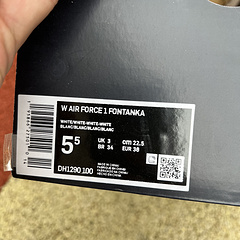 W AIR FORCE 1 FONTANKA
WHITE/WHITE-WHITE-WHITE
BLANC/BLANC/BLANC/BLANC
5.5
UK 3
cm 22.5
BR 34
EUR 36
DH1290 100